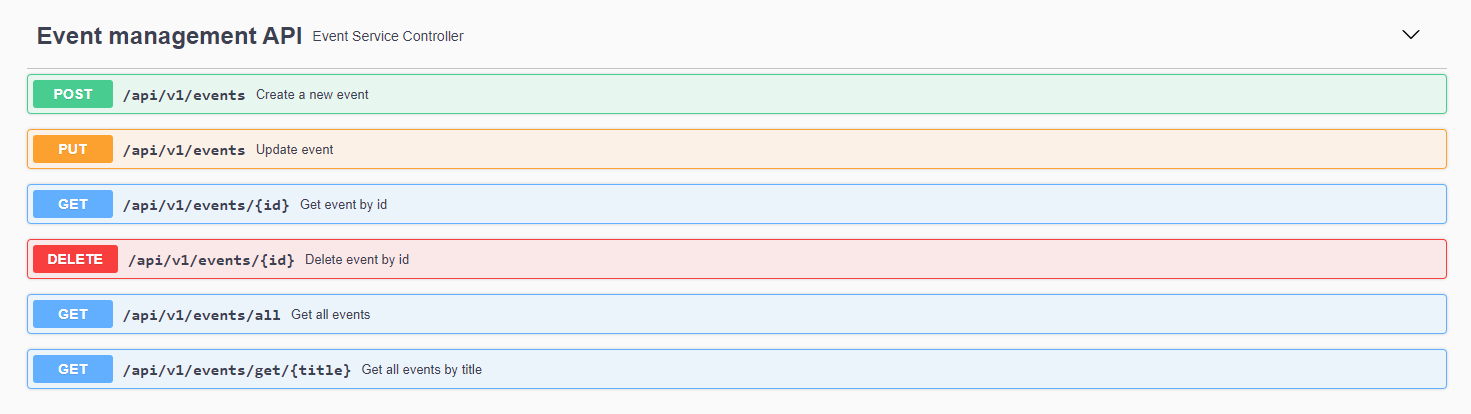 Event management API Event Service Controller
POST /api/v1/events Create a new event
PUT /api/v1/events Update event
GET /api/v1/events/{id} Get event by id
DELETE /api/v1/events/{id} Delete event by id
GET /api/v1/events/all Get all events
GET /api/v1/events/get/{title} Get all events by title